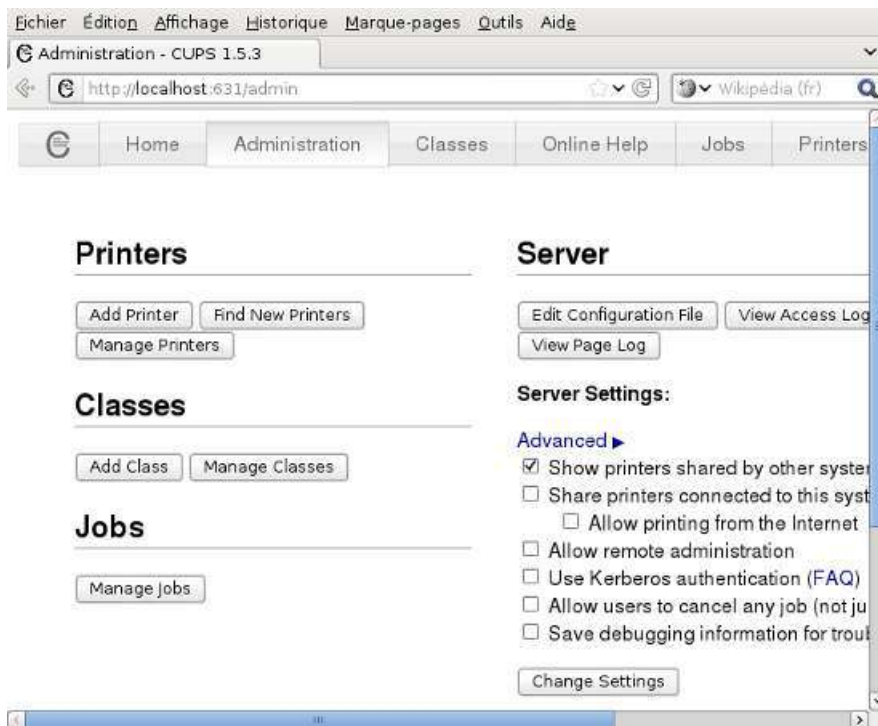 Fichier Édition Affichage Historique Marque-pages Outils Aide
Administration - CUPS 1.5.3
http://localhost:631/admin
Wikipédia (fr)
Home Administration Classes Online Help Jobs Printers
Printers
Add Printer Find New Printers
Manage Printers
Classes
Add Class Manage Classes
Jobs
Manage Jobs
Server
Edit Configuration File View Access Log
View Page Log
Server Settings:
Advanced ▶
Show printers shared by other syster
Share printers connected to this syst
Allow printing from the Internet
Allow remote administration
Use Kerberos authentication (FAQ)
Allow users to cancel any job (not ju
Save debugging information for troub
Change Settings